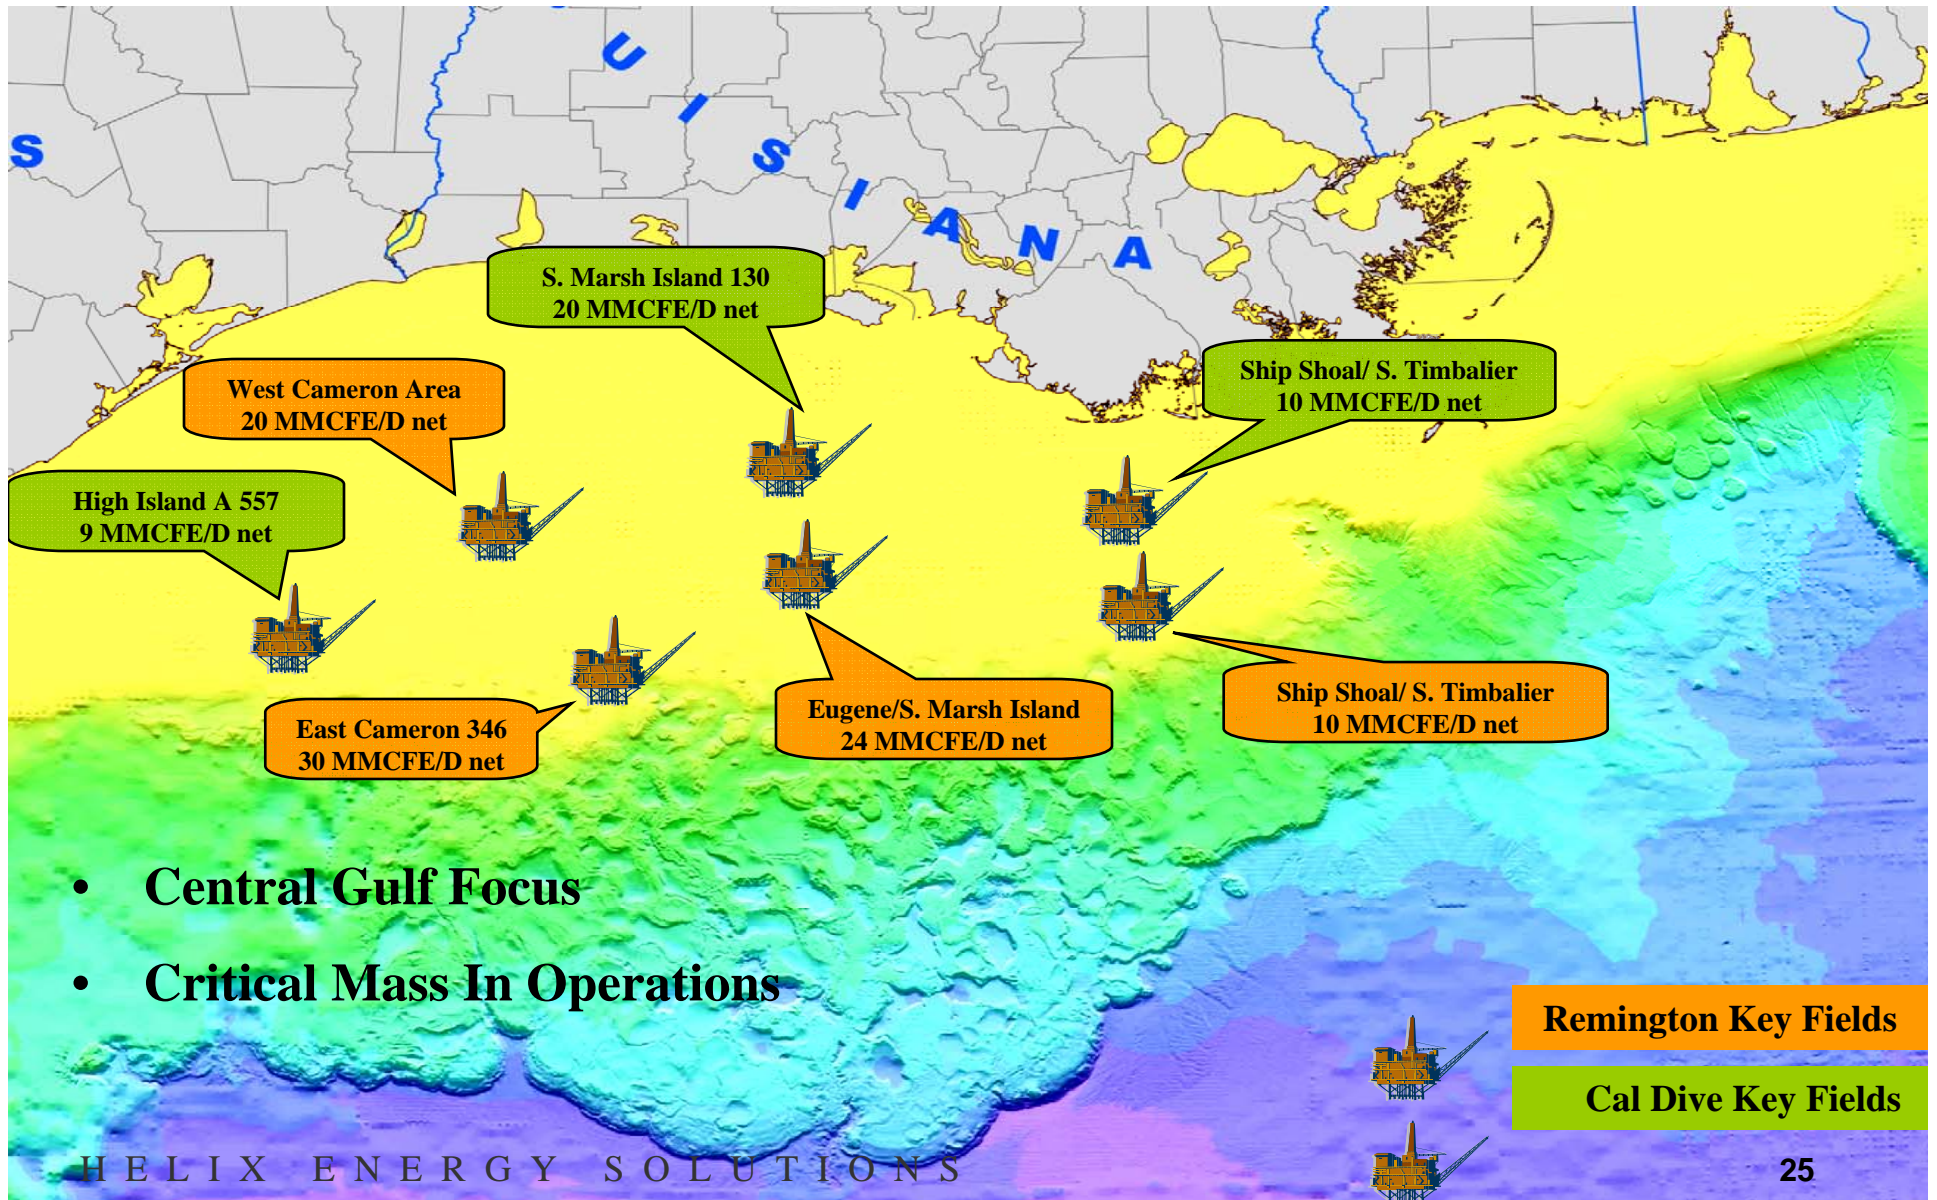 S
U I S I A N A
S. Marsh Island 130
20 MMCFE/D net
West Cameron Area
20 MMCFE/D net
Ship Shoal/ S. Timbalier
10 MMCFE/D net
High Island A 557
9 MMCFE/D net
East Cameron 346
30 MMCFE/D net
Eugene/S. Marsh Island
24 MMCFE/D net
Ship Shoal/ S. Timbalier
10 MMCFE/D net
• Central Gulf Focus
• Critical Mass In Operations
Remington Key Fields
Cal Dive Key Fields
HELIX ENERGY SOLUTIONS
25